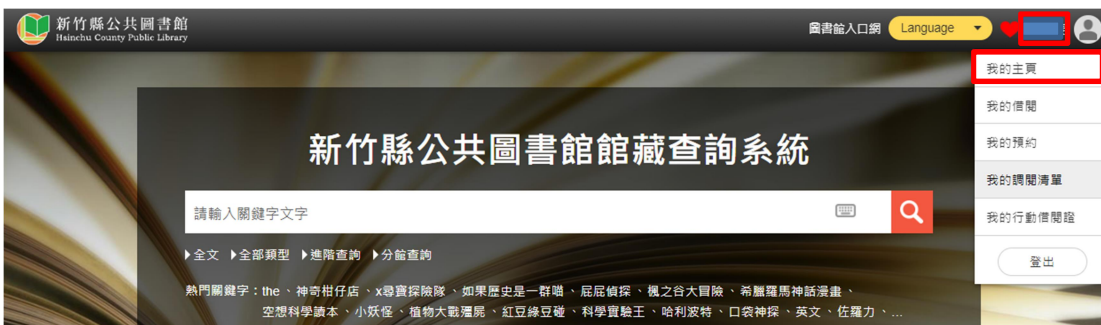 新竹縣公共圖書館
Hsinchu County Public Library
圖書館入口網 Language
我的主頁
我的借閱
我的預約
我的調閱清單
我的行動借閱證
登出
新竹縣公共圖書館館藏查詢系統
請輸入關鍵字文字
全文 全部類型 進階查詢 分館查詢
熱門關鍵字：the、神奇柑仔店、x尋寶探險隊、如果歷史是一群喵、屁屁偵探、楓之谷大冒險、希臘羅馬神話漫畫、
空想科學讀本、小妖怪、植物大戰殭屍、紅豆綠豆碰、科學實驗王、哈利波特、口袋神探、英文、佐羅力、...